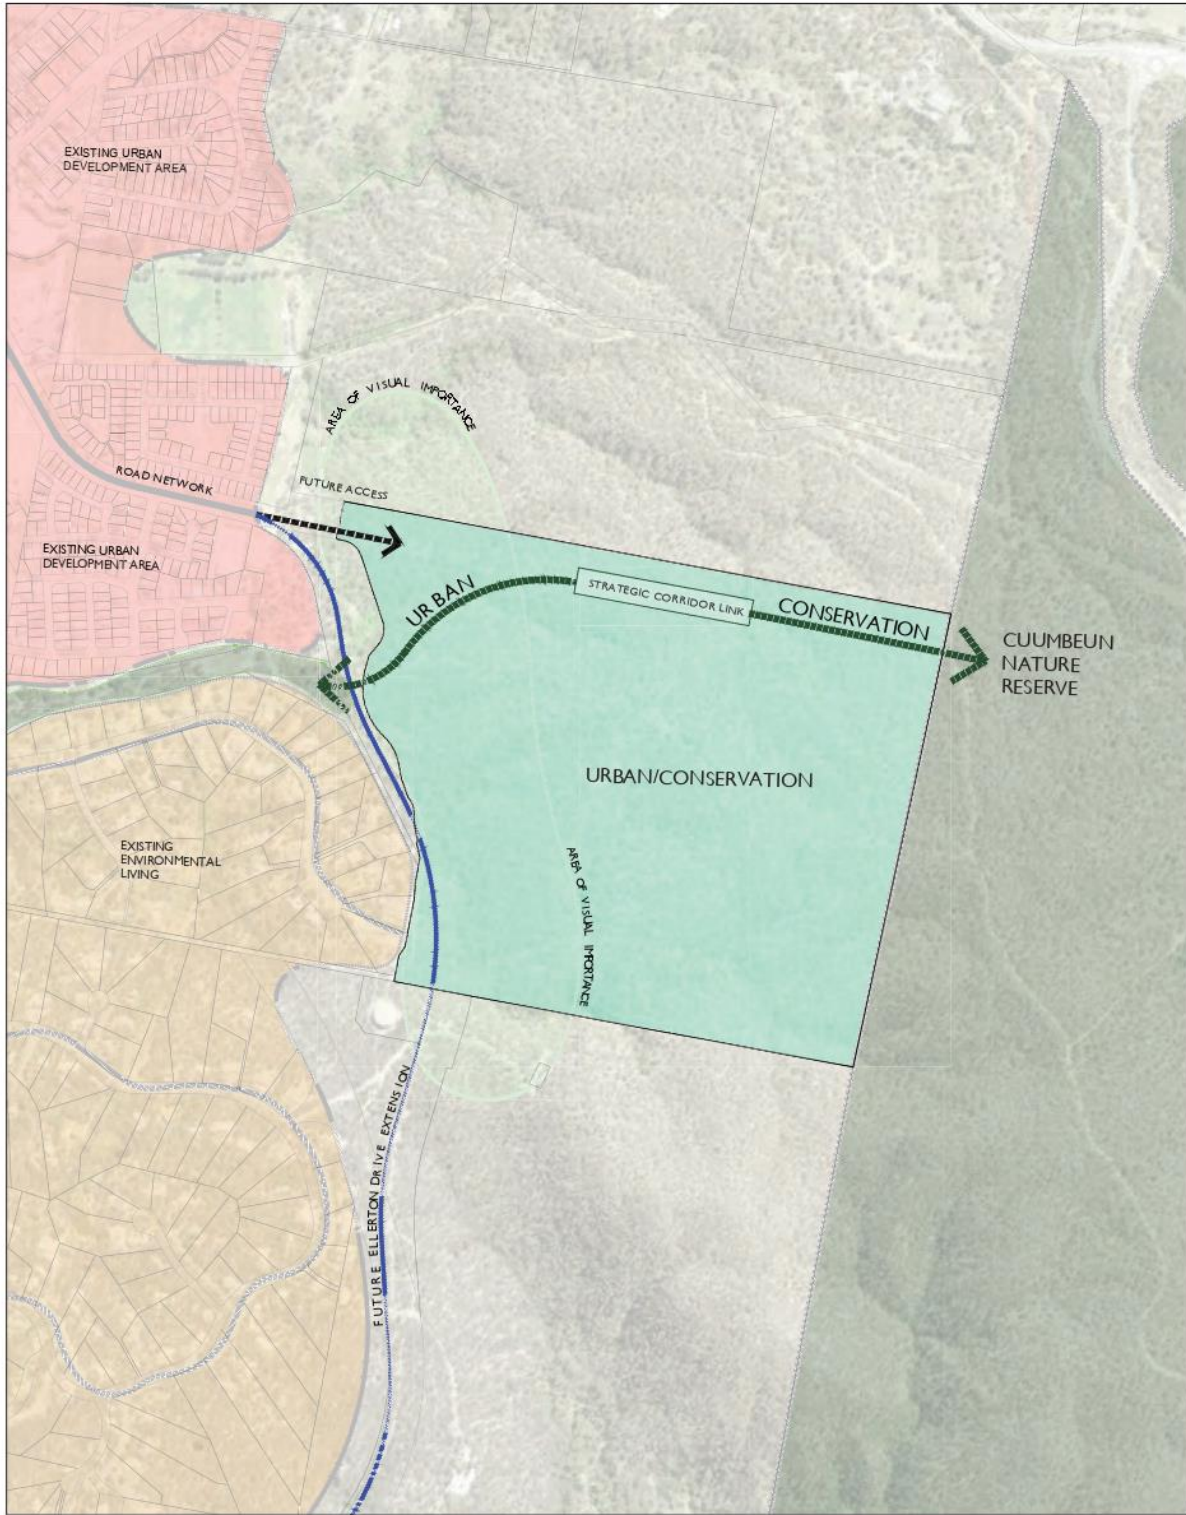 EXISTING URBAN
DEVELOPMENT AREA
AREA OF VISUAL IMPORTANCE
ROAD NETWORK
FUTURE ACCESS
EXISTING URBAN
DEVELOPMENT AREA
URBAN
STRATEGIC CORRIDOR LINK
CONSERVATION
CUUMBEUN
NATURE
RESERVE
URBAN/CONSERVATION
EXISTING
ENVIRONMENTAL
LIVING
AREA OF VISUAL IMPORTANCE
FUTURE ELLERTON DRIVE EXTENSION